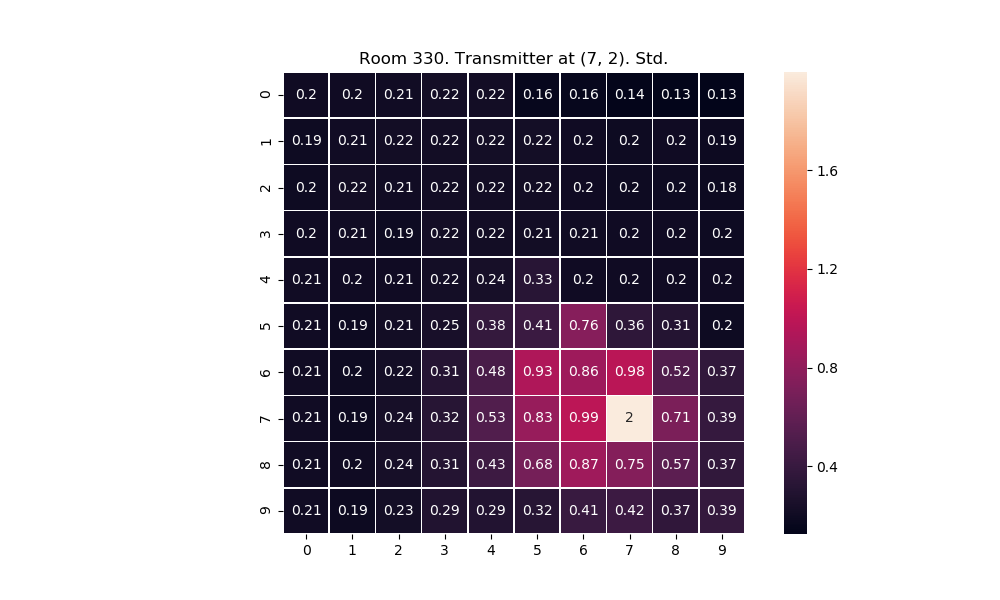 Room 330. Transmitter at (7, 2). Std.
0 0.2 0.2 0.21 0.22 0.22 0.16 0.16 0.14 0.13 0.13
1 0.19 0.21 0.22 0.22 0.22 0.22 0.2 0.2 0.2 0.19
2 0.2 0.22 0.21 0.22 0.22 0.22 0.2 0.2 0.2 0.18
3 0.2 0.21 0.19 0.22 0.22 0.21 0.21 0.2 0.2 0.2
4 0.21 0.2 0.21 0.22 0.24 0.33 0.2 0.2 0.2 0.2
5 0.21 0.19 0.21 0.25 0.38 0.41 0.76 0.36 0.31 0.2
6 0.21 0.2 0.22 0.31 0.48 0.93 0.86 0.98 0.52 0.37
7 0.21 0.19 0.24 0.32 0.53 0.83 0.99 2 0.71 0.39
8 0.21 0.2 0.24 0.31 0.43 0.68 0.87 0.75 0.57 0.37
9 0.21 0.19 0.23 0.29 0.29 0.32 0.41 0.42 0.37 0.39
0 1 2 3 4 5 6 7 8 9
1.6
1.2
0.8
0.4